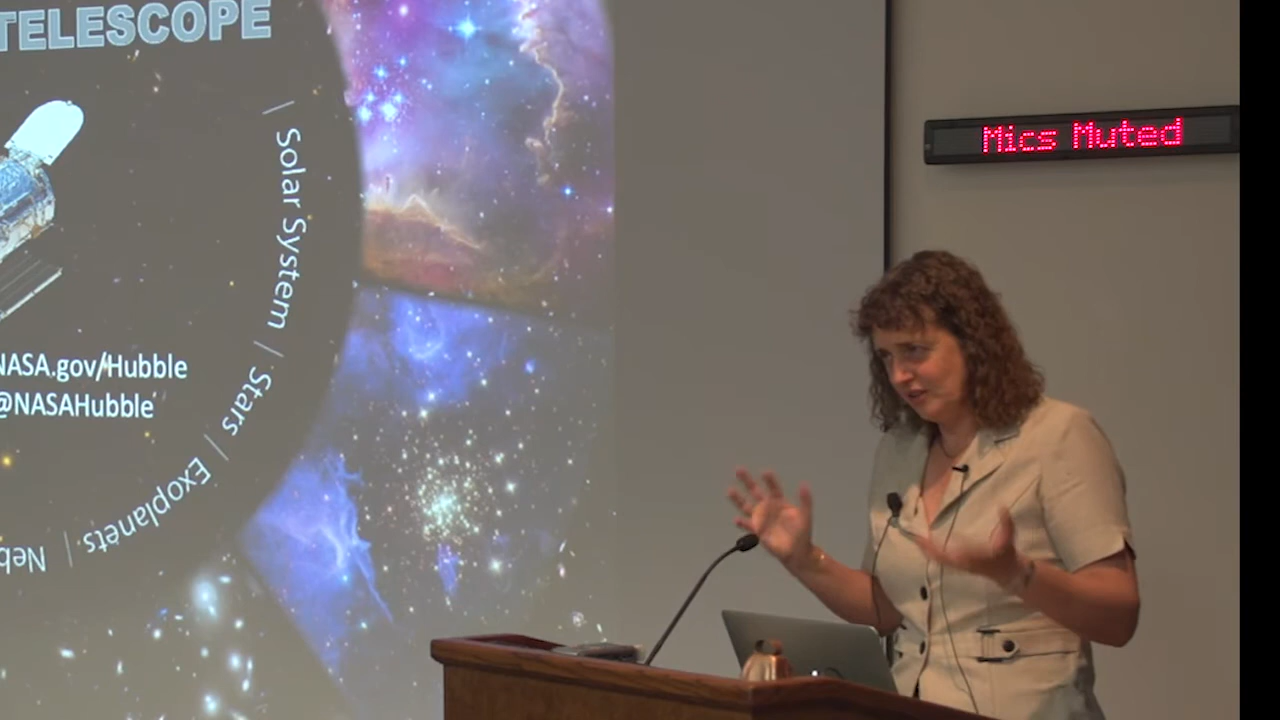 TELESCOPE
Mics Muted
| Solar System | Stars | Exoplanets | Neb
NASA.gov/Hubble
@NASAHubble